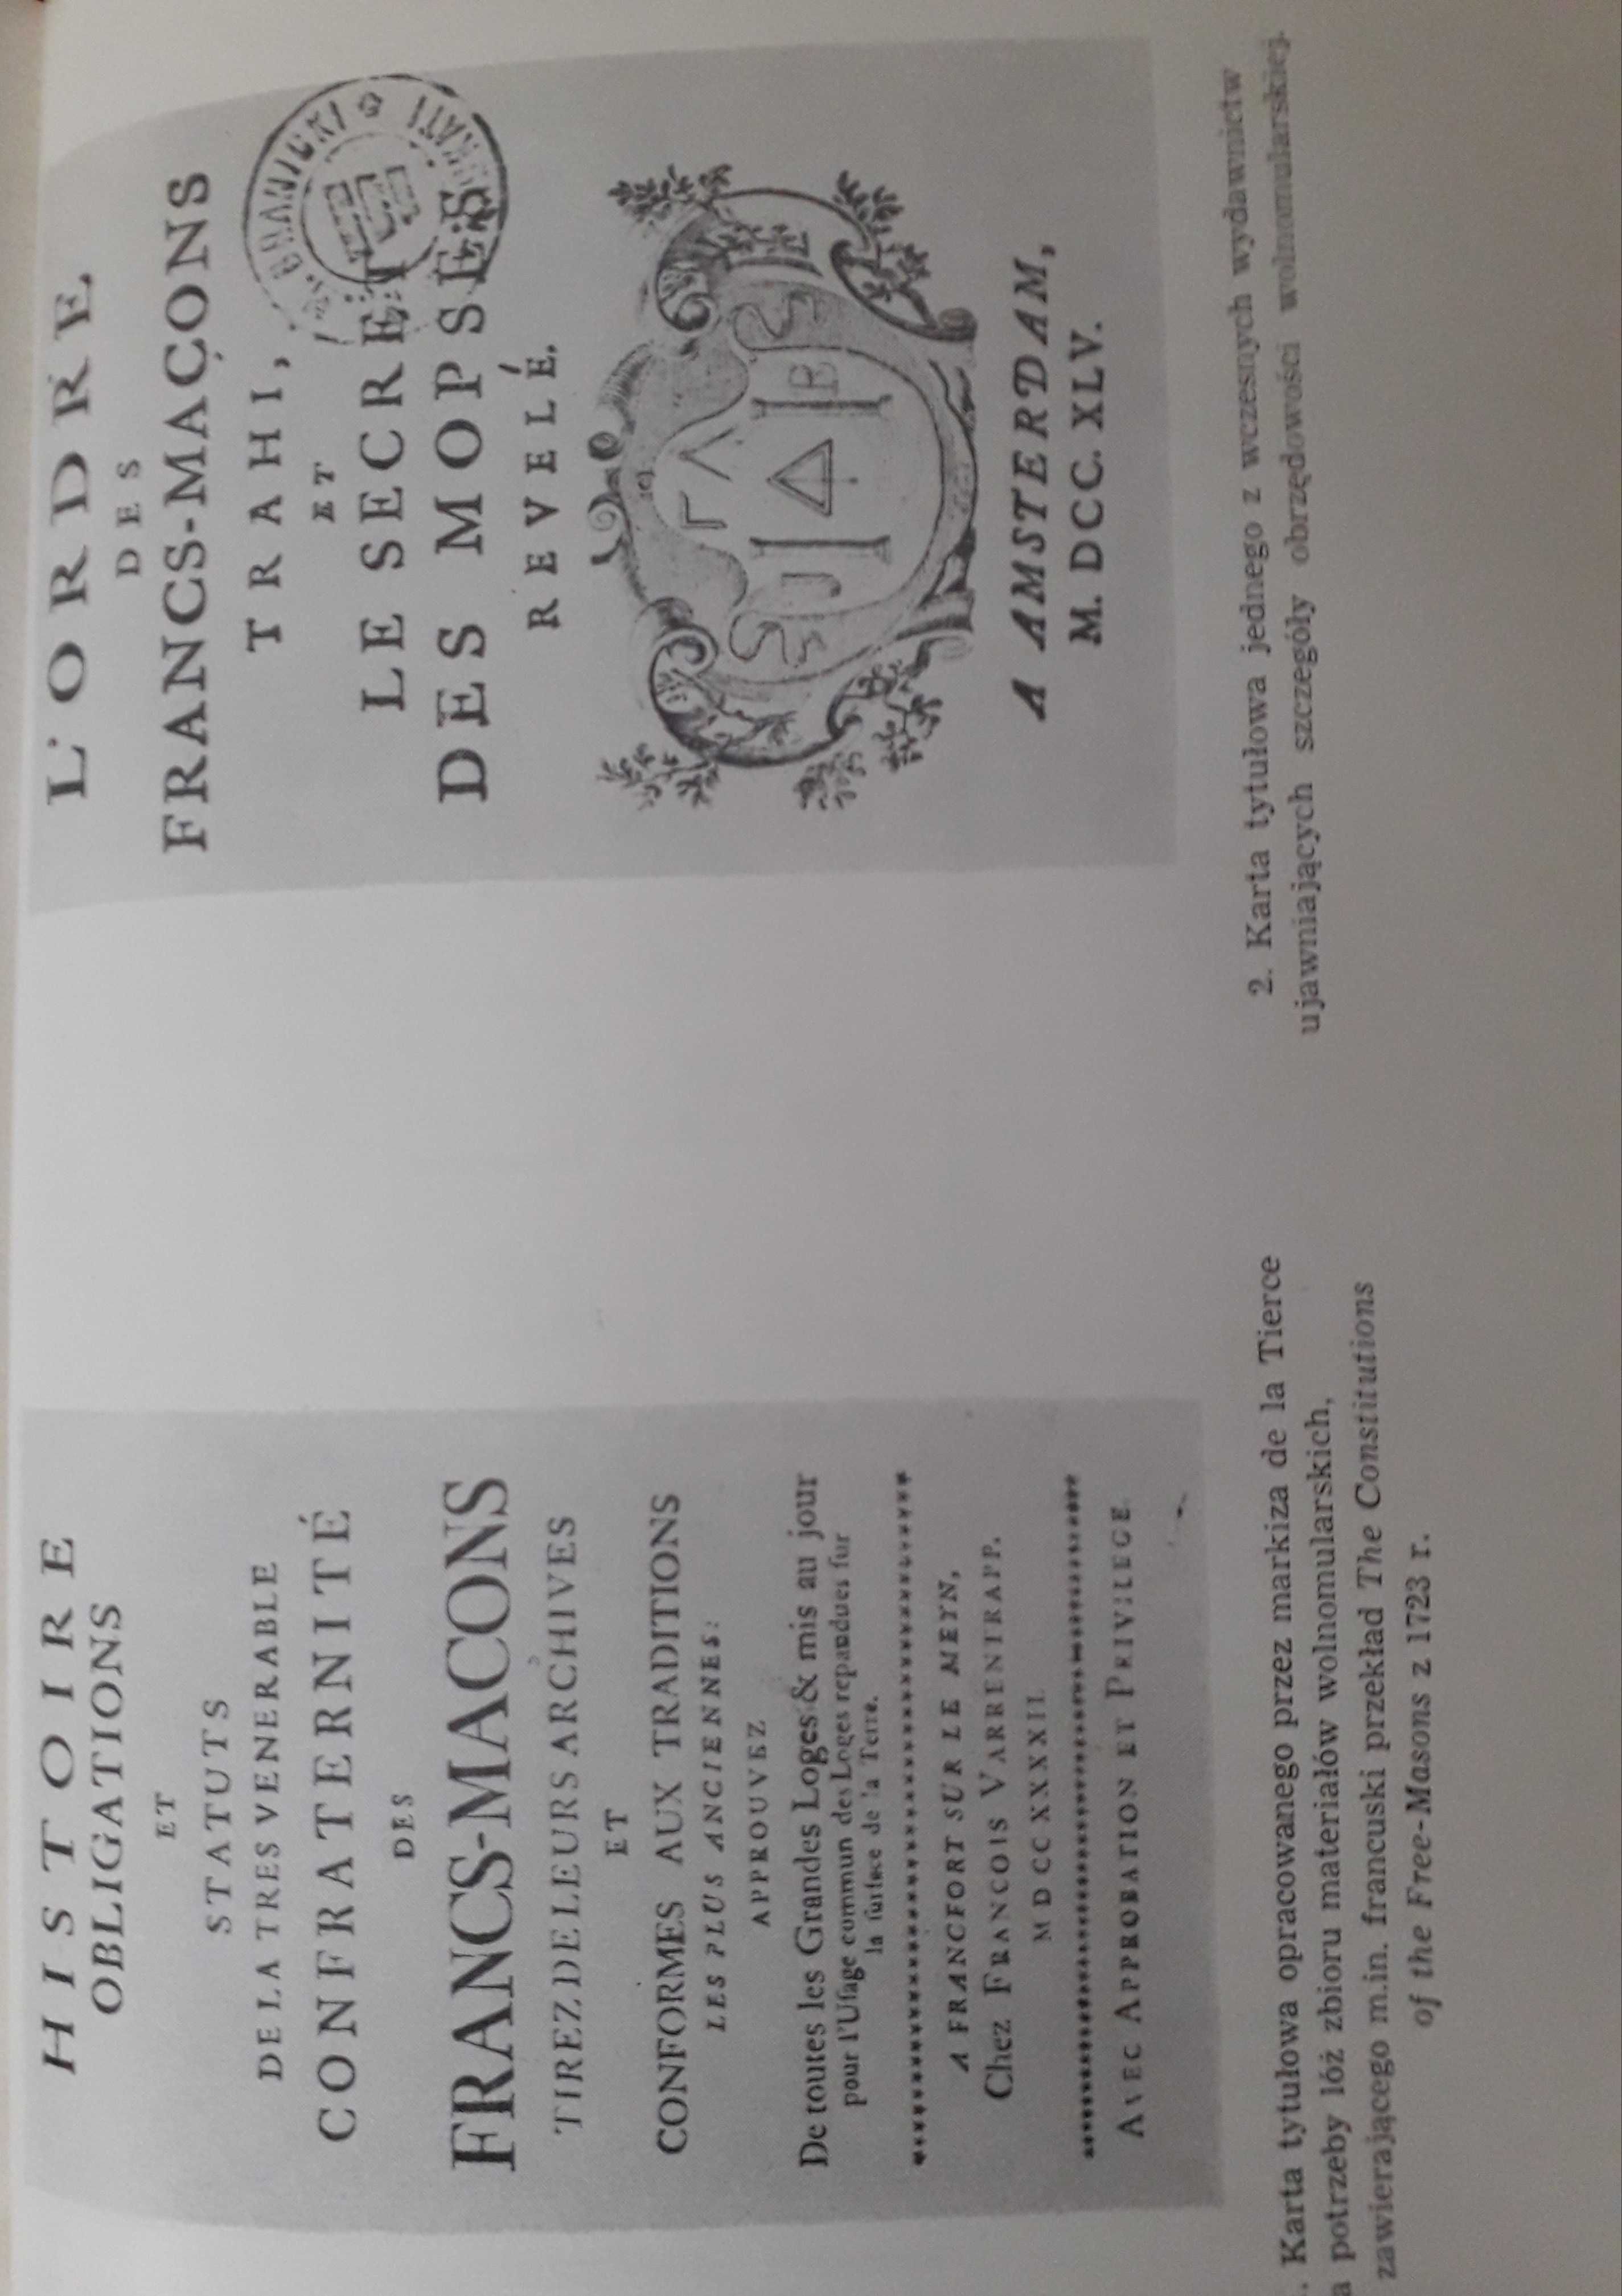 HISTOIRE
OBLIGATIONS
ET
STATUTS
DE LA TRES VENERABLE
CONFRATERNITÉ
DES
FRANCS-MACONS
TIREZ DE LEURS ARCHIVES
ET
CONFORMES AUX TRADITIONS
LES PLUS ANCIENNES:
APPROUVEZ
De toutes les Grandes Loges & mis au jour
pour l'Uſage commun des Loges repandues ſur
la ſurface de la Terre.
A FRANCFORT SUR LE MEYN,
Chez FRANCOIS VARRENTRAPP.
MDCCXXXXII.
AVEC APPROBATION ET PRIVILEGE
. Karta tytułowa opracowanego przez markiza de la Tierce
a potrzeby lóż zbioru materiałów wolnomularskich,
zawierającego m.in. francuski przekład The Constitutions
of the Free-Masons z 1723 r.
L'ORDRE
DES
FRANCS-MAÇONS
TRAHI,
ET
LE SECRET
DES MOPSES
REVELÉ.
J B
A AMSTERDAM,
M. DCC. XLV.
2. Karta tytułowa jednego z wczesnych wydawnictw
ujawniających szczegóły obrzędowości wolnomularskiej.